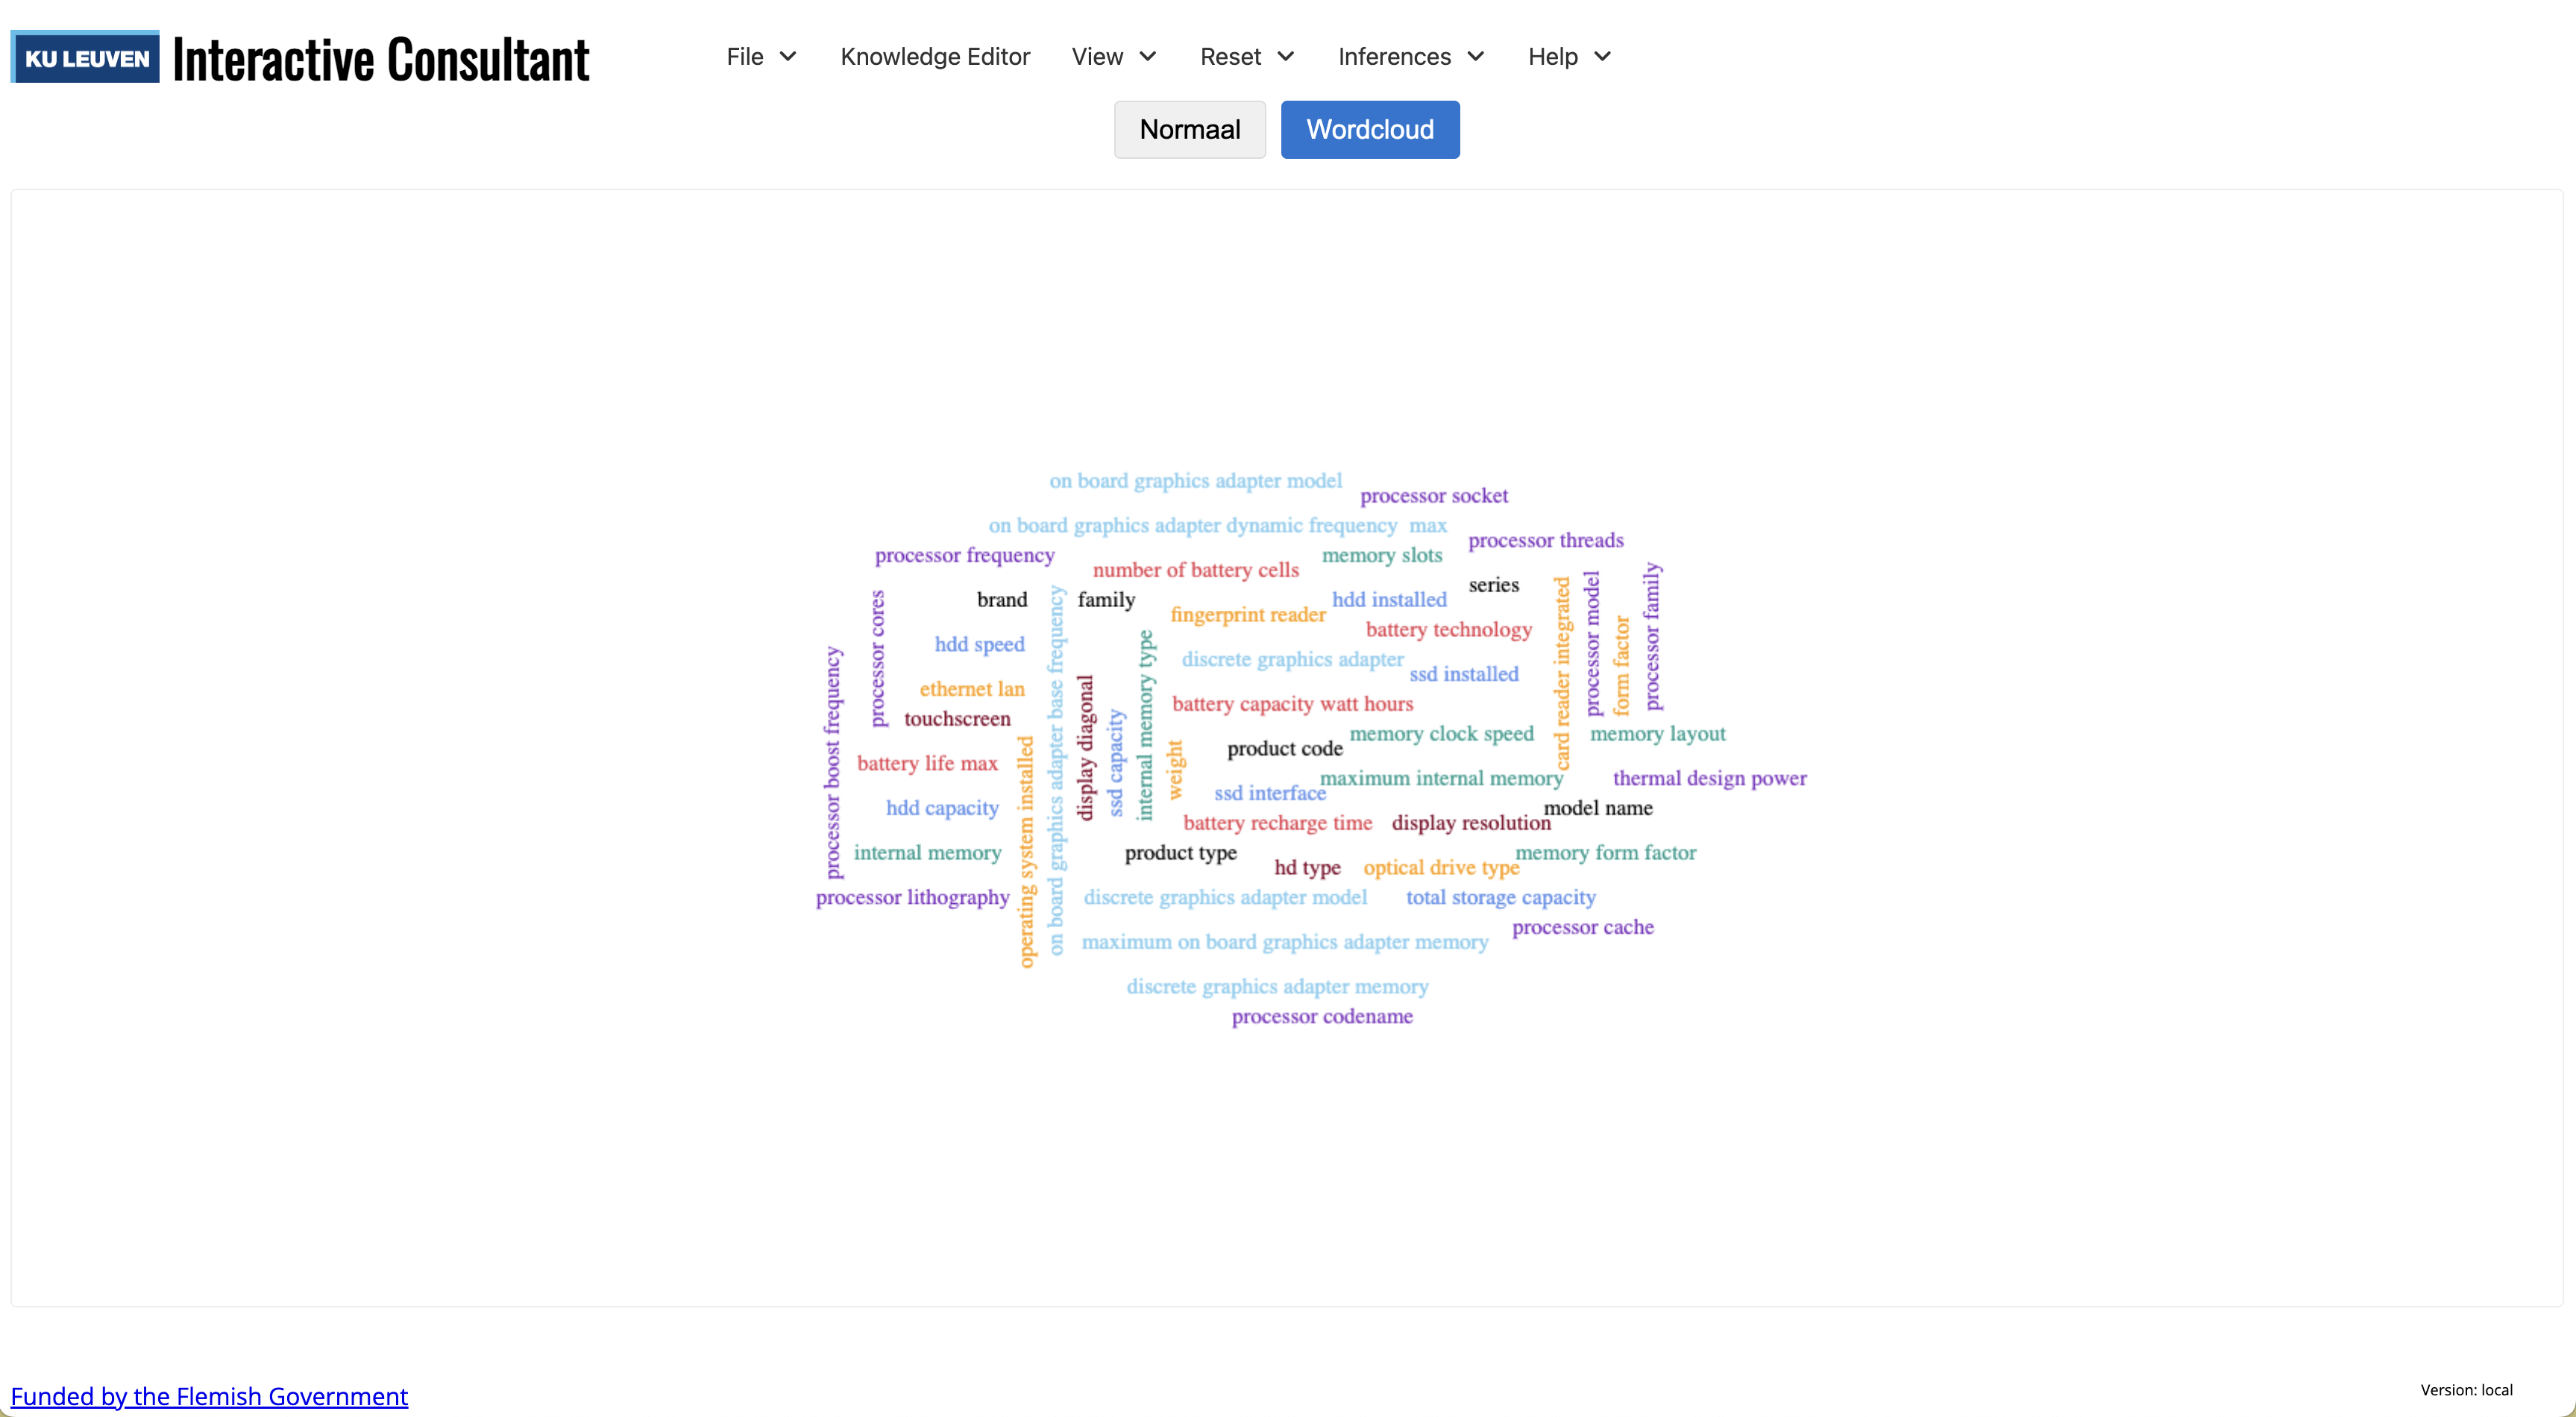 KU LEUVEN Interactive Consultant
File Knowledge Editor View Reset Inferences Help
Normaal Wordcloud
on board graphics adapter model
processor socket
on board graphics adapter dynamic frequency max
processor threads
processor frequency
memory slots
number of battery cells
series
brand
family
hdd installed
fingerprint reader
battery technology
hdd speed
discrete graphics adapter
ssd installed
ethernet lan
battery capacity watt hours
touchscreen
memory clock speed
memory layout
product code
battery life max
maximum internal memory
thermal design power
ssd interface
hdd capacity
model name
battery recharge time
display resolution
internal memory
product type
memory form factor
hd type
optical drive type
processor lithography
discrete graphics adapter model
total storage capacity
processor cache
maximum on board graphics adapter memory
discrete graphics adapter memory
processor codename
processor boost frequency
processor cores
operating system installed
on board graphics adapter base frequency
display diagonal
ssd capacity
internal memory type
weight
card reader integrated
processor model
form factor
processor family
Funded by the Flemish Government
Version: local